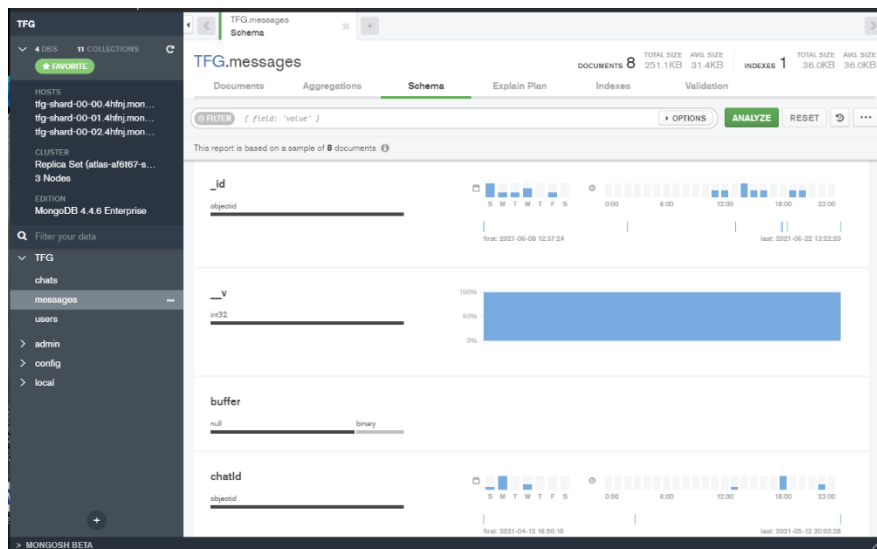 TFG
4 DBS 11 COLLECTIONS
FAVORITE
HOSTS
tfg-shard-00-00.4hfnj.mon...
tfg-shard-00-01.4hfnj.mon...
tfg-shard-00-02.4hfnj.mon...
CLUSTER
Replica Set (atlas-af6t67-s...
3 Nodes
EDITION
MongoDB 4.4.6 Enterprise
Filter your data
TFG
chats
messages
users
admin
config
local
> MONGOSH BETA
TFG.messages
Schema
TFG.messages
DOCUMENTS 8 TOTAL SIZE 251.1KB AVG. SIZE 31.4KB INDEXES 1 TOTAL SIZE 36.0KB AVG. SIZE 36.0KB
Documents Aggregations Schema Explain Plan Indexes Validation
FILTER { field: 'value' } OPTIONS ANALYZE RESET
This report is based on a sample of 8 documents.
_id
objectid
S M T W T F S 0:00 6:00 12:00 18:00 23:00
first: 2021-06-09 12:37:24 last: 2021-06-22 13:22:20
__v
int32
100%
50%
0%
buffer
null binary
chatId
objectid
S M T W T F S 0:00 6:00 12:00 18:00 23:00
first: 2021-04-12 16:50:10 last: 2021-05-12 20:02:28